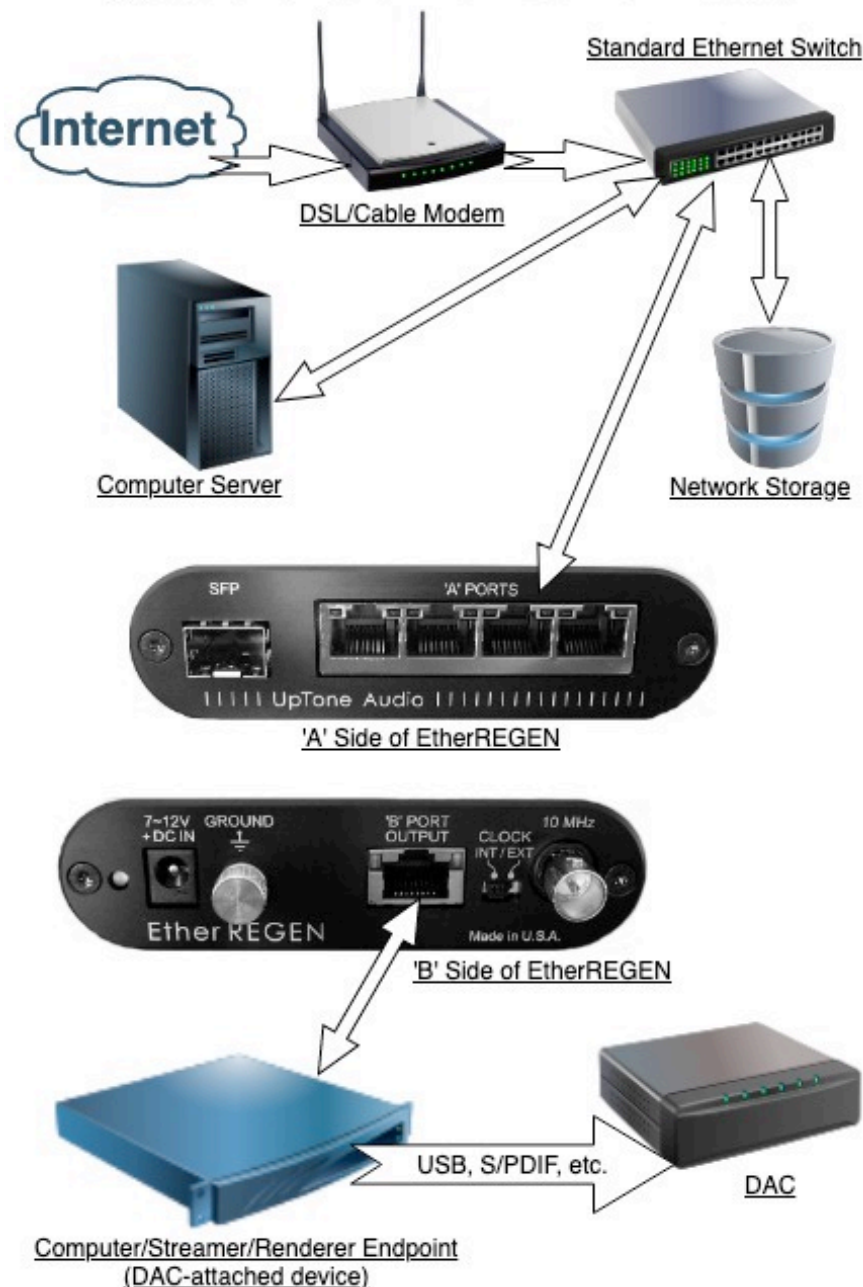 Internet
Standard Ethernet Switch
DSL/Cable Modem
Computer Server
Network Storage
SFP
'A' PORTS
UpTone Audio
'A' Side of EtherREGEN
7~12V
+DC IN
GROUND
'B' PORT
OUTPUT
CLOCK
INT/EXT
10 MHz
EtherREGEN
Made in U.S.A.
'B' Side of EtherREGEN
USB, S/PDIF, etc.
DAC
Computer/Streamer/Renderer Endpoint
(DAC-attached device)